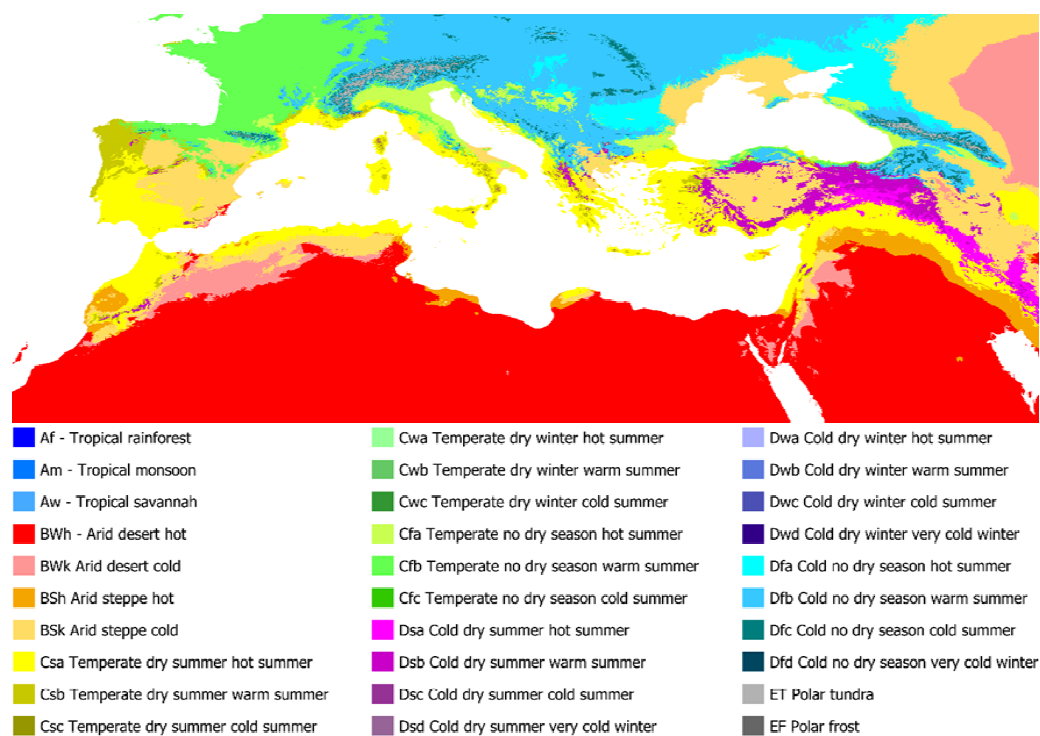 Af - Tropical rainforest
Am - Tropical monsoon
Aw - Tropical savannah
BWh - Arid desert hot
BWk Arid desert cold
BSh Arid steppe hot
BSk Arid steppe cold
Csa Temperate dry summer hot summer
Csb Temperate dry summer warm summer
Csc Temperate dry summer cold summer
Cwa Temperate dry winter hot summer
Cwb Temperate dry winter warm summer
Cwc Temperate dry winter cold summer
Cfa Temperate no dry season hot summer
Cfb Temperate no dry season warm summer
Cfc Temperate no dry season cold summer
Dsa Cold dry summer hot summer
Dsb Cold dry summer warm summer
Dsc Cold dry summer cold summer
Dsd Cold dry summer very cold winter
Dwa Cold dry winter hot summer
Dwb Cold dry winter warm summer
Dwc Cold dry winter cold summer
Dwd Cold dry winter very cold winter
Dfa Cold no dry season hot summer
Dfb Cold no dry season warm summer
Dfc Cold no dry season cold summer
Dfd Cold no dry season very cold winter
ET Polar tundra
EF Polar frost